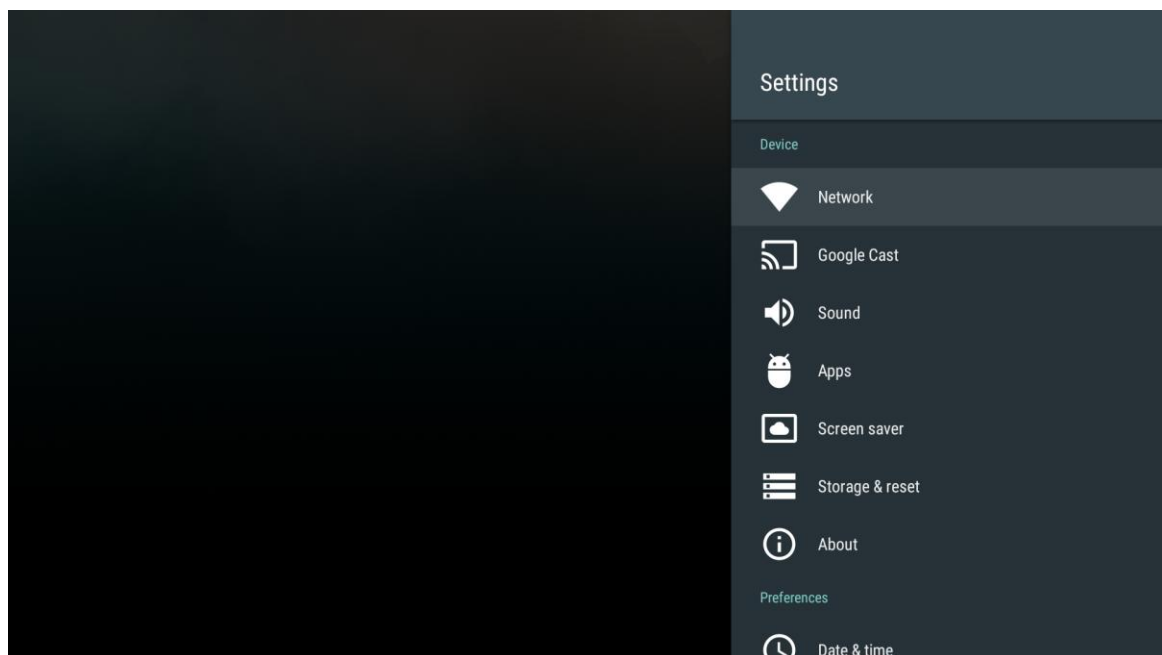 Settings
Device
Network
Google Cast
Sound
Apps
Screen saver
Storage & reset
About
Preferences
Date & time